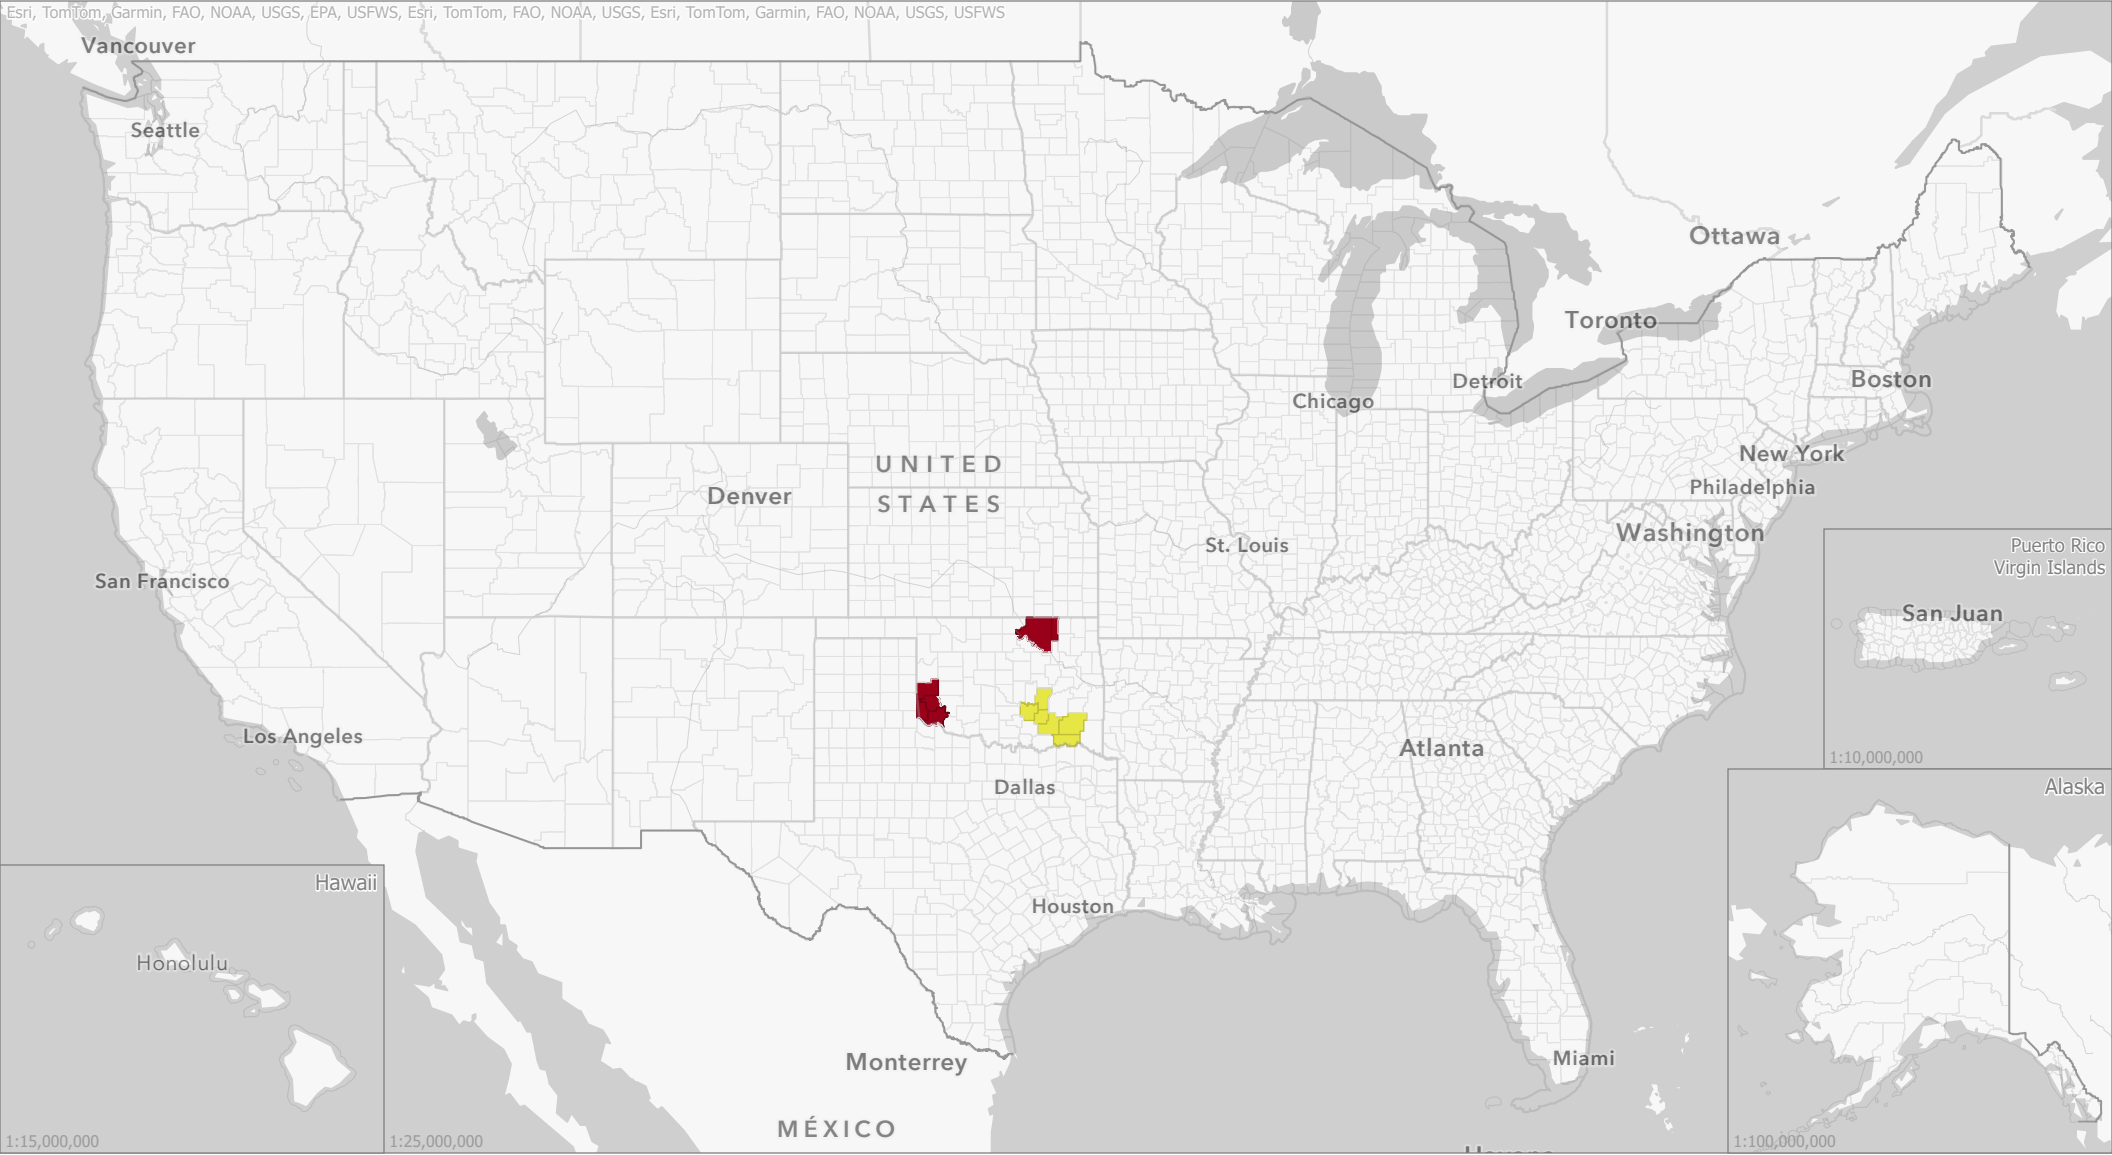 Esri, TomTom, Garmin, FAO, NOAA, USGS, EPA, USFWS, Esri, TomTom, FAO, NOAA, USGS, Esri, TomTom, Garmin, FAO, NOAA, USGS, USFWS
Vancouver
Seattle
Ottawa
Toronto
Detroit
Boston
Chicago
New York
UNITED
STATES
Denver
Philadelphia
Washington
St. Louis
Puerto Rico
Virgin Islands
San Francisco
San Juan
Los Angeles
Atlanta
1:10,000,000
Dallas
Alaska
Hawaii
Houston
Honolulu
Miami
Monterrey
MÉXICO
1:15,000,000
1:25,000,000
1:100,000,000